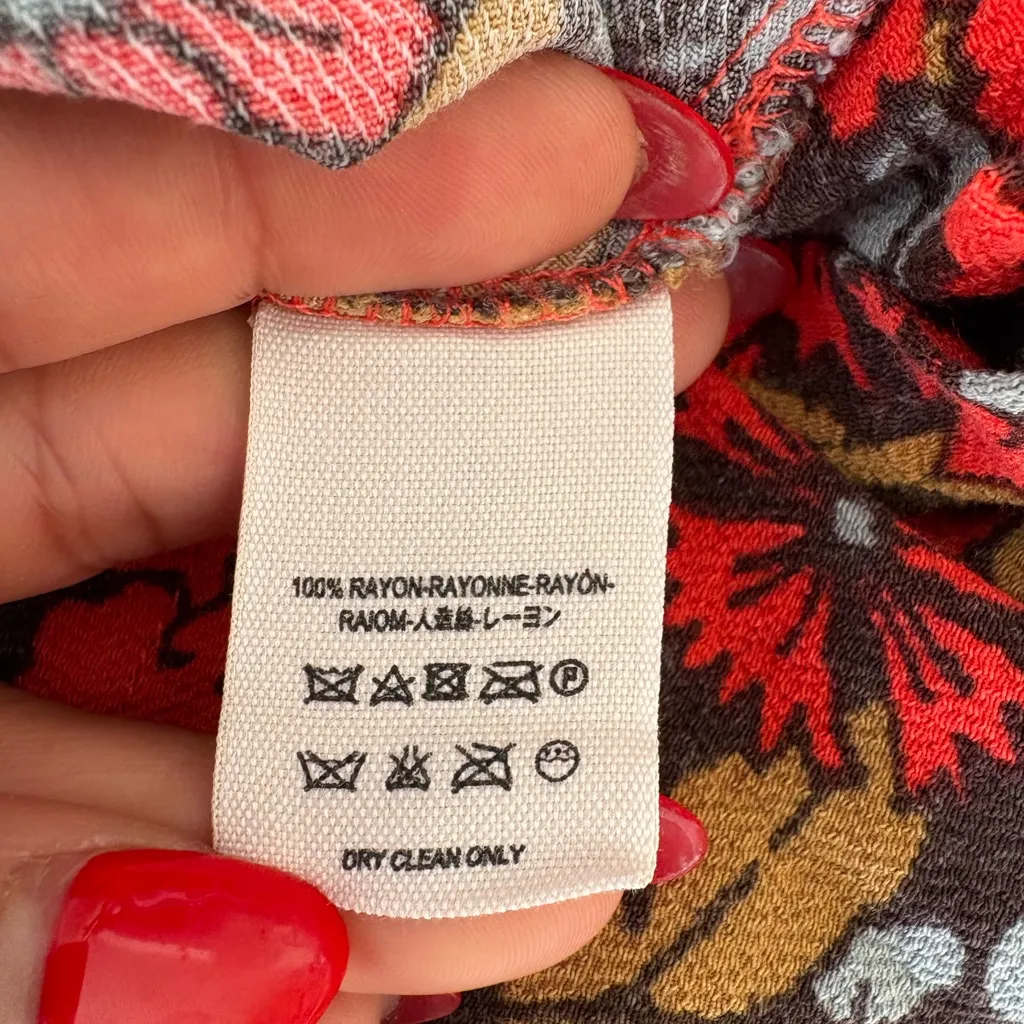 100% RAYON-RAYONNE-RAYÓN-
RAIOM-人造絲-レーヨン
P
DRY CLEAN ONLY